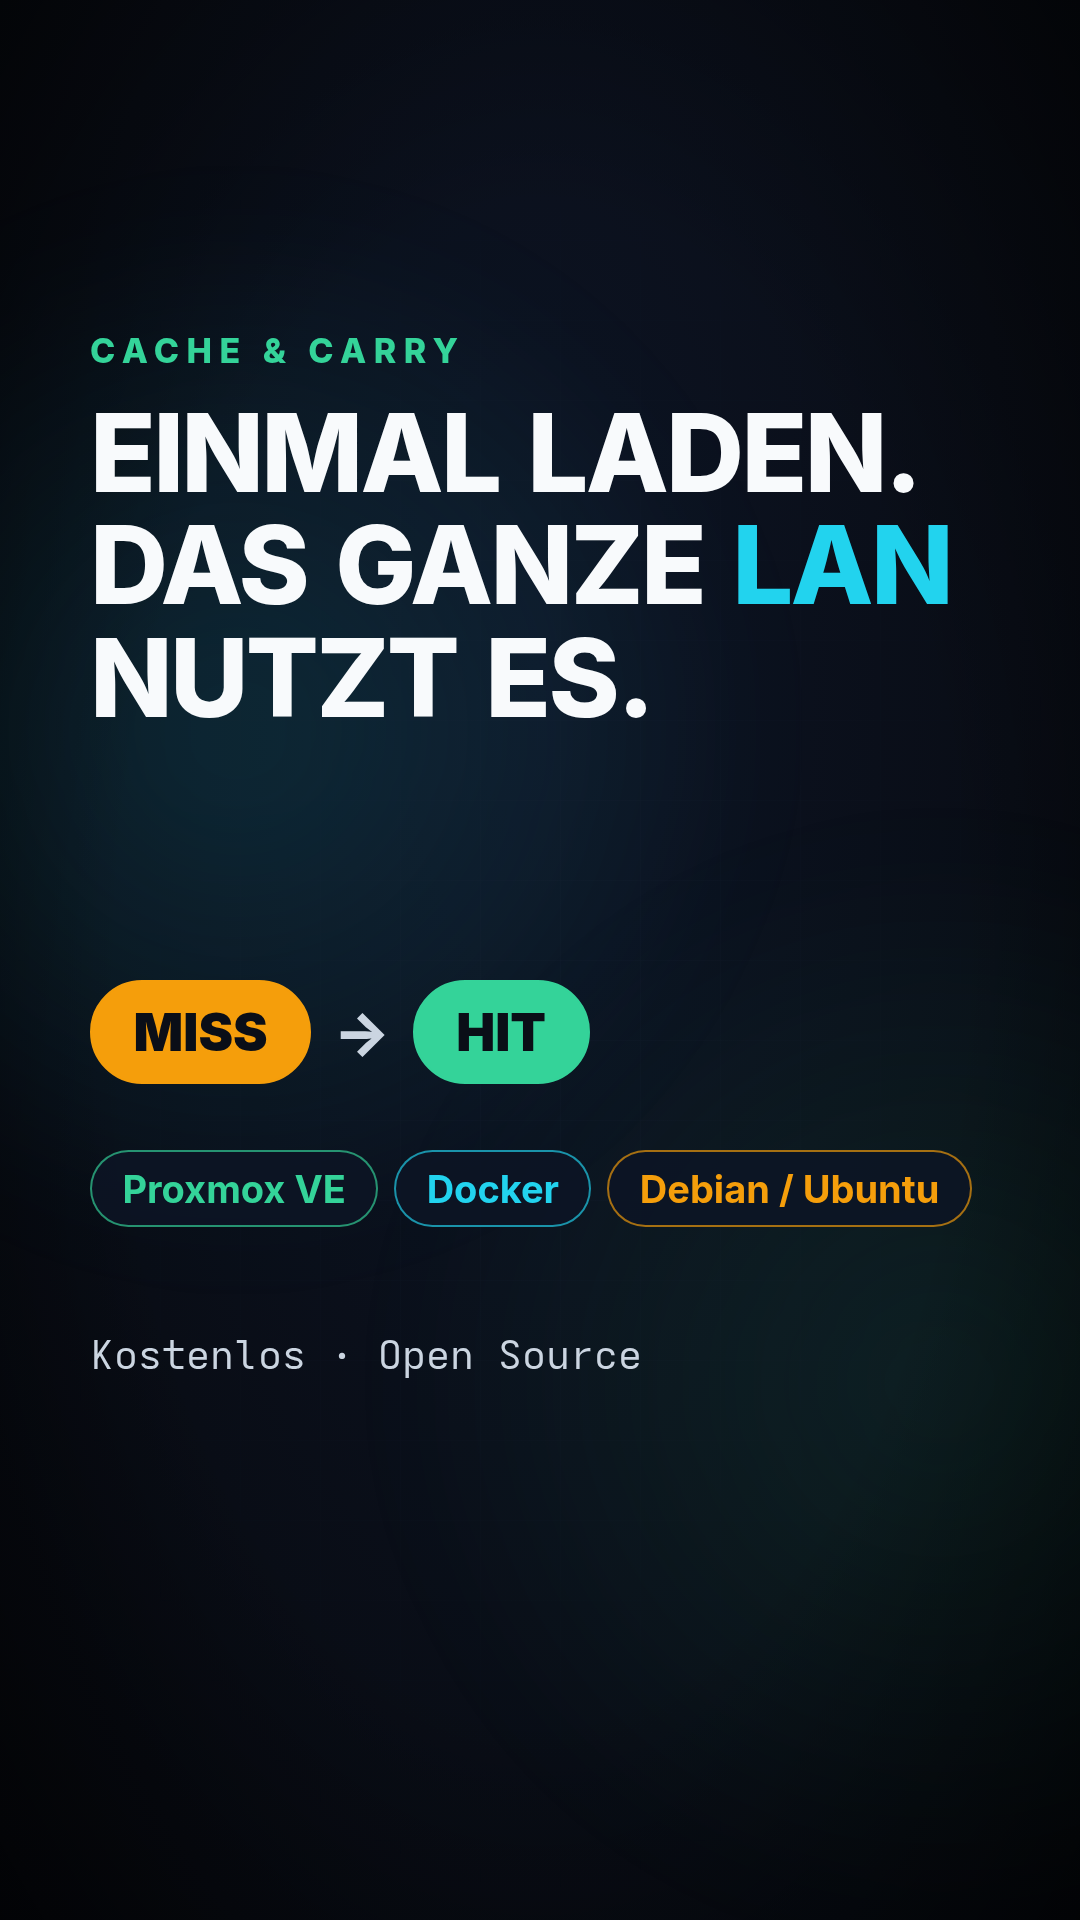 CACHE & CARRY
EINMAL LADEN.
DAS GANZE LAN
NUTZT ES.
MISS → HIT
Proxmox VE Docker Debian / Ubuntu
Kostenlos · Open Source